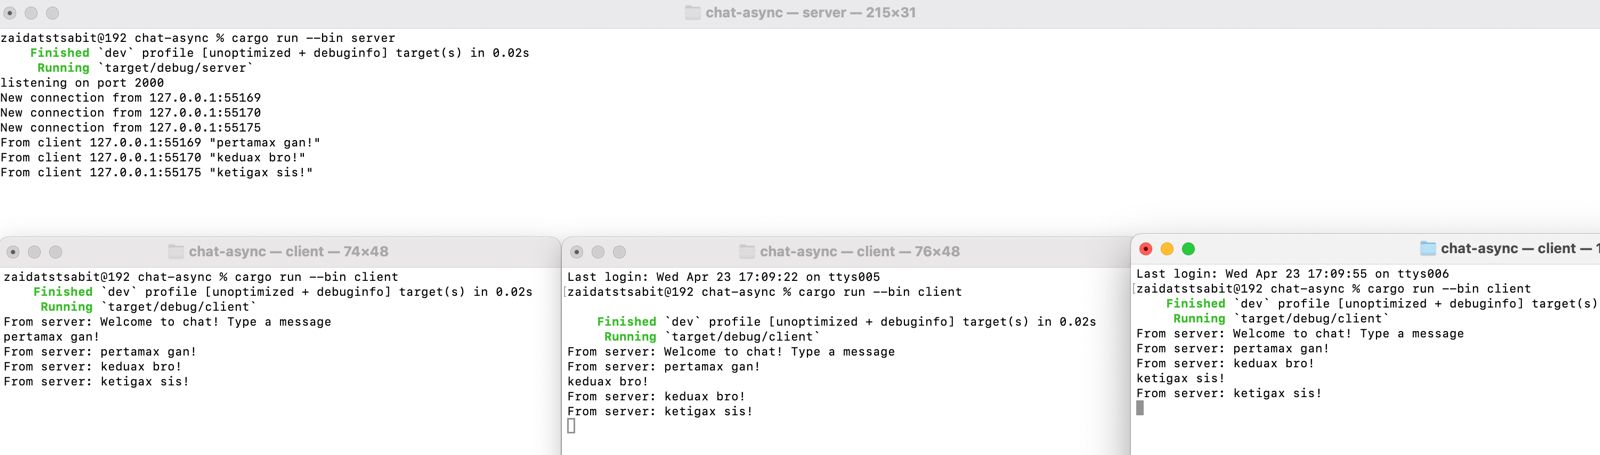 chat-async — server — 215×31
zaidatstsabit@192 chat-async % cargo run --bin server
Finished `dev` profile [unoptimized + debuginfo] target(s) in 0.02s
Running `target/debug/server`
listening on port 2000
New connection from 127.0.0.1:55169
New connection from 127.0.0.1:55170
New connection from 127.0.0.1:55175
From client 127.0.0.1:55169 "pertamax gan!"
From client 127.0.0.1:55170 "keduax bro!"
From client 127.0.0.1:55175 "ketigax sis!"
chat-async — client — 74×48
zaidatstsabit@192 chat-async % cargo run --bin client
Finished `dev` profile [unoptimized + debuginfo] target(s) in 0.02s
Running `target/debug/client`
From server: Welcome to chat! Type a message
pertamax gan!
From server: pertamax gan!
From server: keduax bro!
From server: ketigax sis!
chat-async — client — 76×48
Last login: Wed Apr 23 17:09:22 on ttys005
[zaidatstsabit@192 chat-async % cargo run --bin client
Finished `dev` profile [unoptimized + debuginfo] target(s) in 0.02s
Running `target/debug/client`
From server: Welcome to chat! Type a message
From server: pertamax gan!
keduax bro!
From server: keduax bro!
From server: ketigax sis!
chat-async — client — 1
Last login: Wed Apr 23 17:09:55 on ttys006
[zaidatstsabit@192 chat-async % cargo run --bin client
Finished `dev` profile [unoptimized + debuginfo] target(s)
Running `target/debug/client`
From server: Welcome to chat! Type a message
From server: pertamax gan!
From server: keduax bro!
ketigax sis!
From server: ketigax sis!